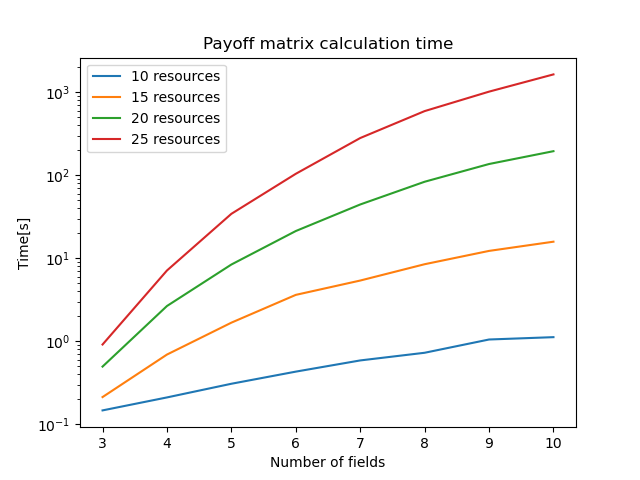 Payoff matrix calculation time
10 resources
15 resources
20 resources
25 resources
Time[s]
10³
10²
10¹
10⁰
10⁻¹
3 4 5 6 7 8 9 10
Number of fields